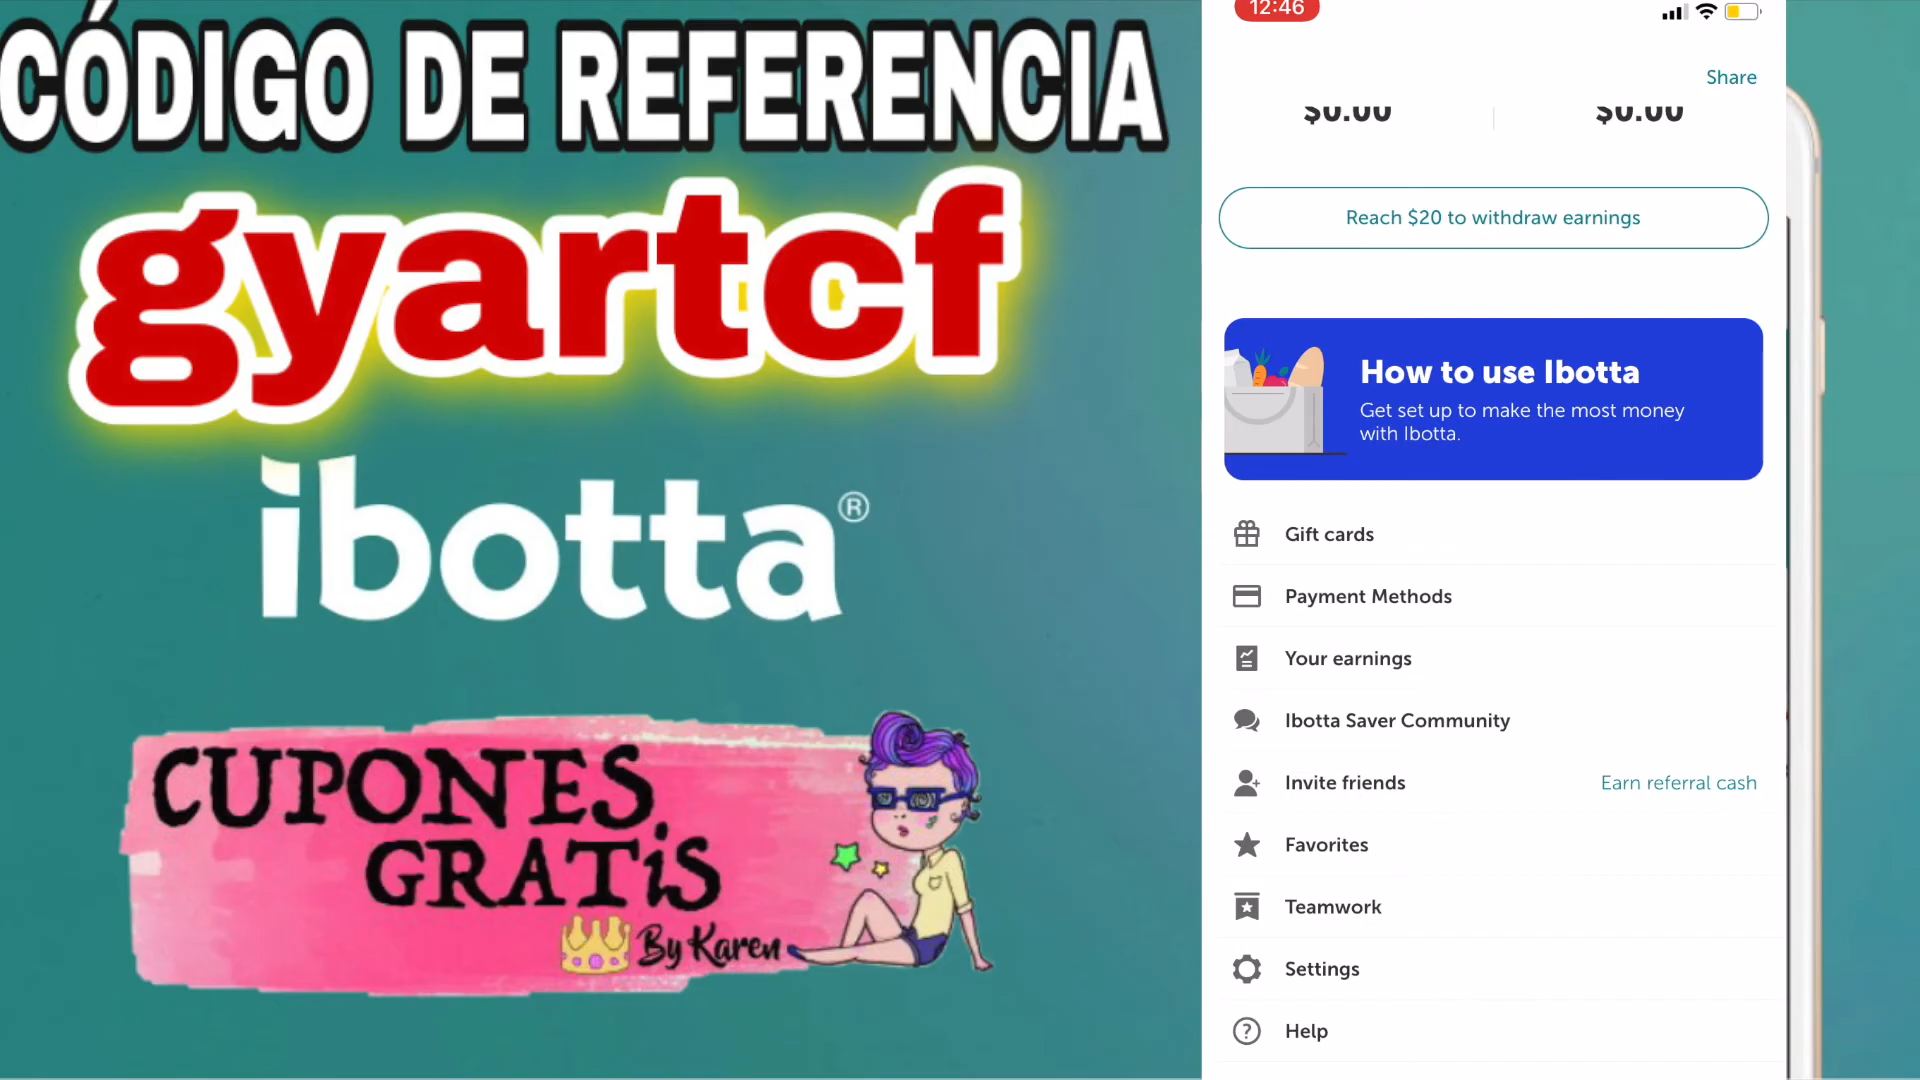 CÓDIGO DE REFERENCIA
gyartcf
ibotta®
CUPONES
GRATiS
By Karen
12:46
Share
$0.00
$0.00
Reach $20 to withdraw earnings
How to use Ibotta
Get set up to make the most money
with Ibotta.
Gift cards
Payment Methods
Your earnings
Ibotta Saver Community
Invite friends
Earn referral cash
Favorites
Teamwork
Settings
Help